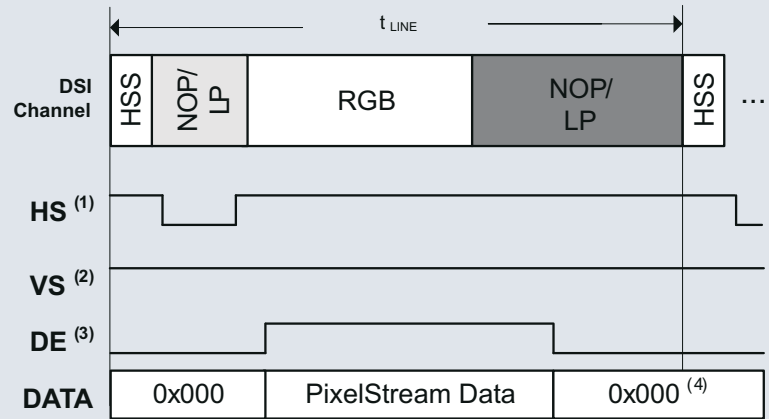 t LINE
DSI Channel
HSS
NOP/ LP
RGB
NOP/ LP
HSS
...
HS (1)
VS (2)
DE (3)
DATA
0x000
PixelStream Data
0x000 (4)